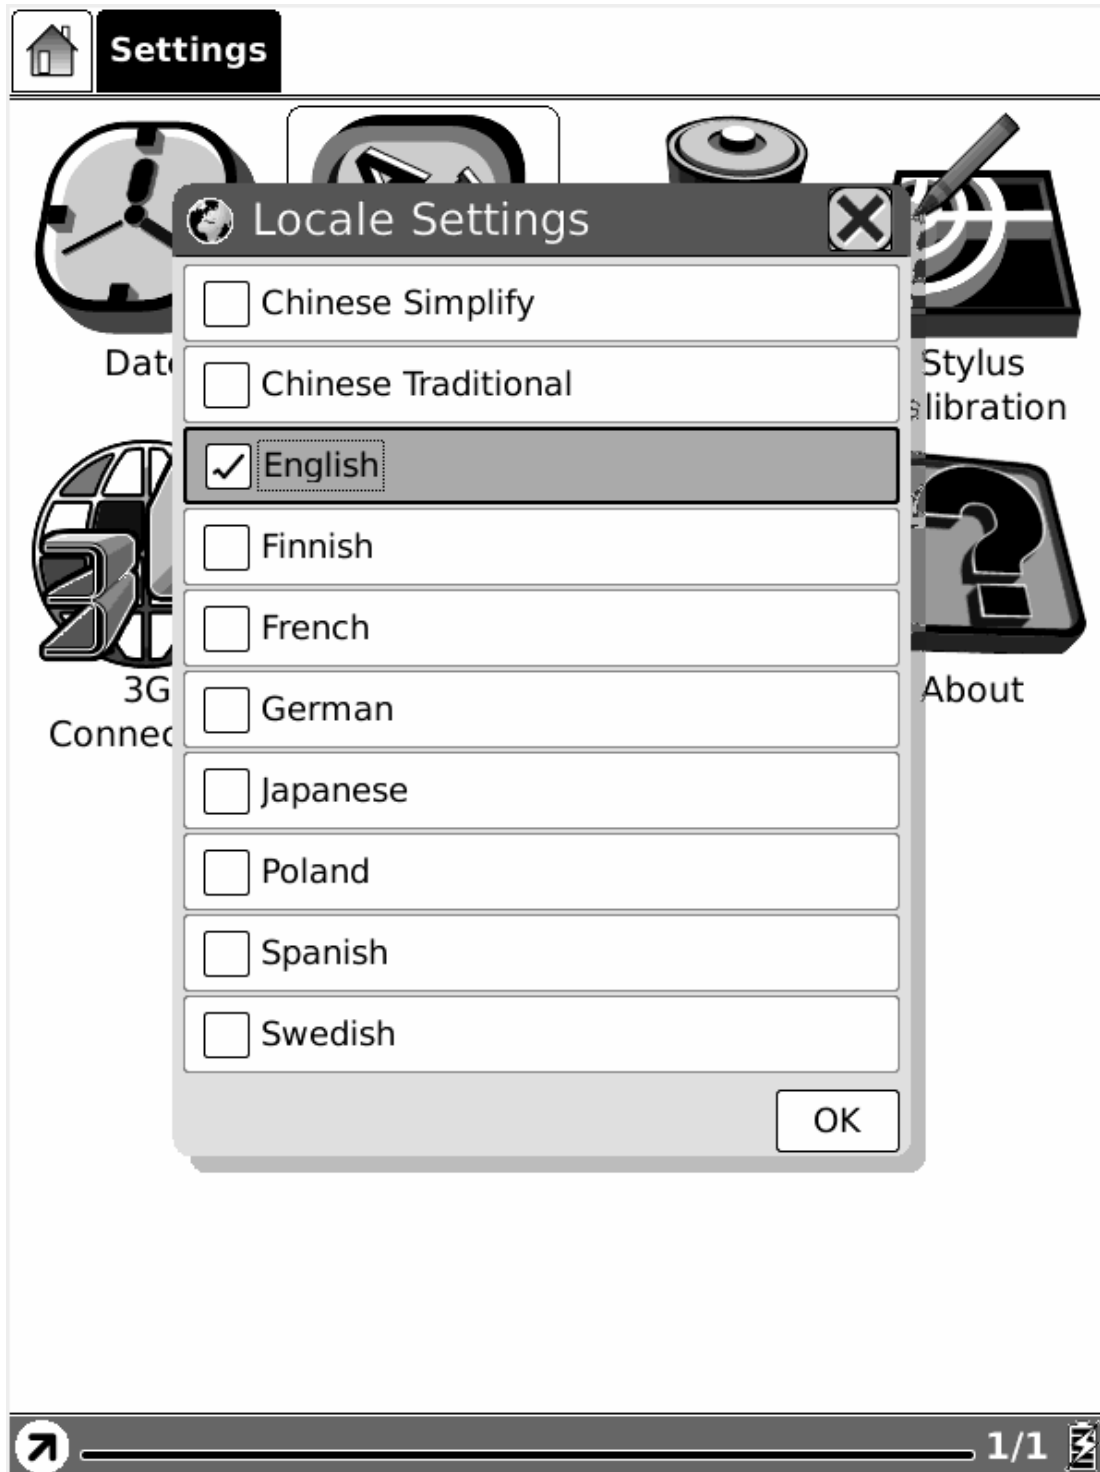 Settings
Locale Settings
Chinese Simplify
Chinese Traditional
English
Finnish
French
German
Japanese
Poland
Spanish
Swedish
OK
Stylus
libration
3G
About
1/1